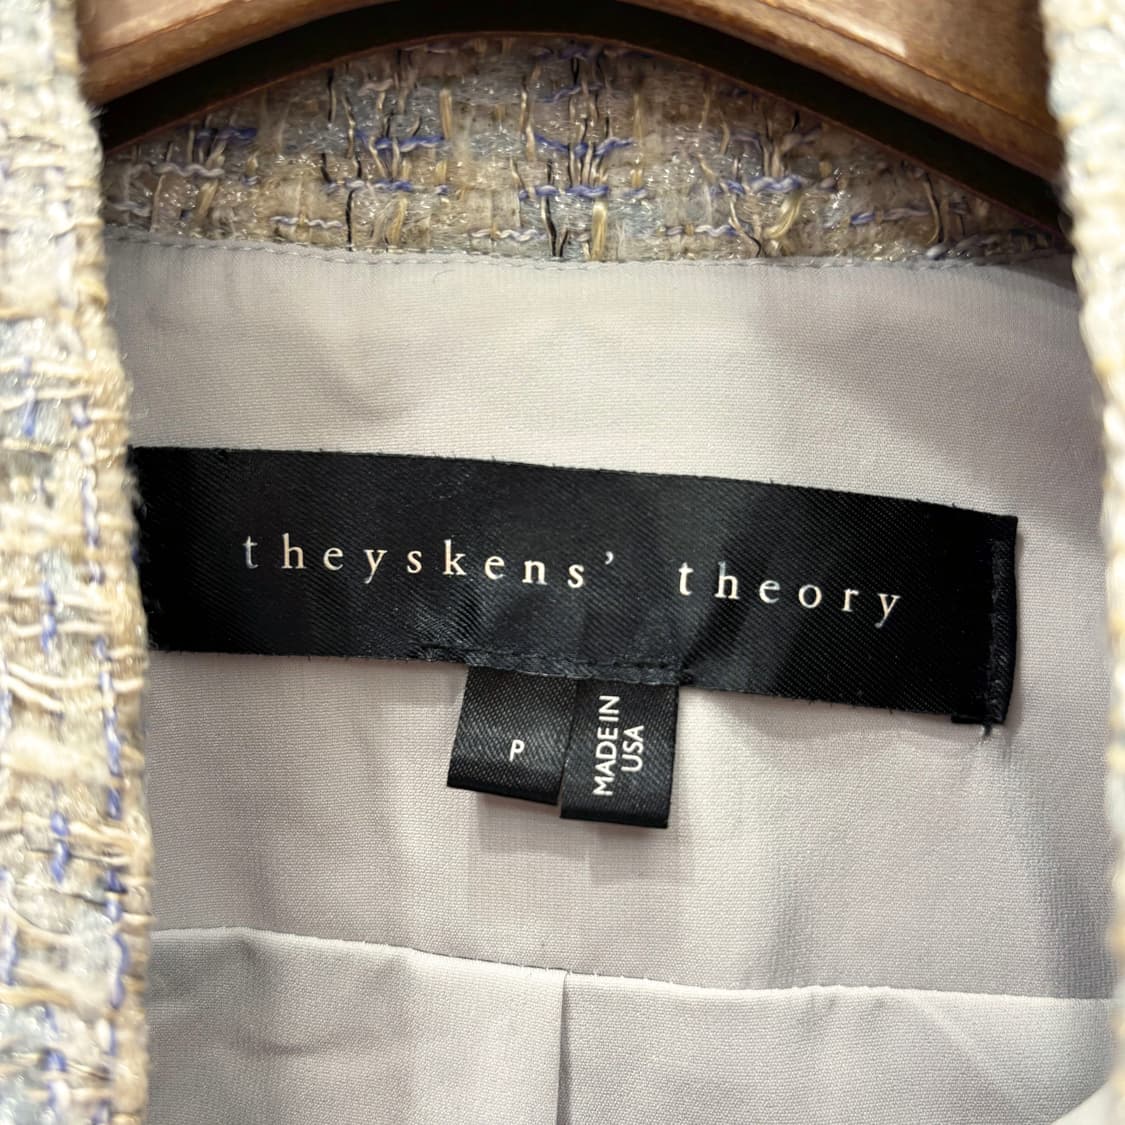 theyskens’ theory
P
MADE IN
USA